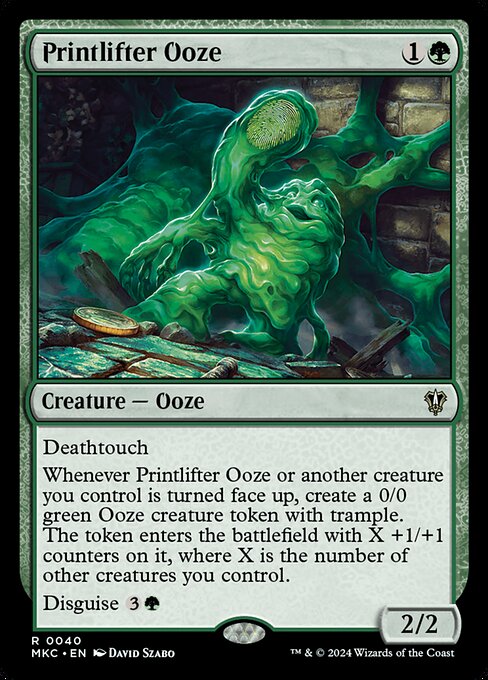 Printlifter Ooze 1
Creature — Ooze
Deathtouch
Whenever Printlifter Ooze or another creature
you control is turned face up, create a 0/0
green Ooze creature token with trample.
The token enters the battlefield with X +1/+1
counters on it, where X is the number of
other creatures you control.
Disguise 3
2/2
R 0040
MKC • EN David Szabo
™ & © 2024 Wizards of the Coast